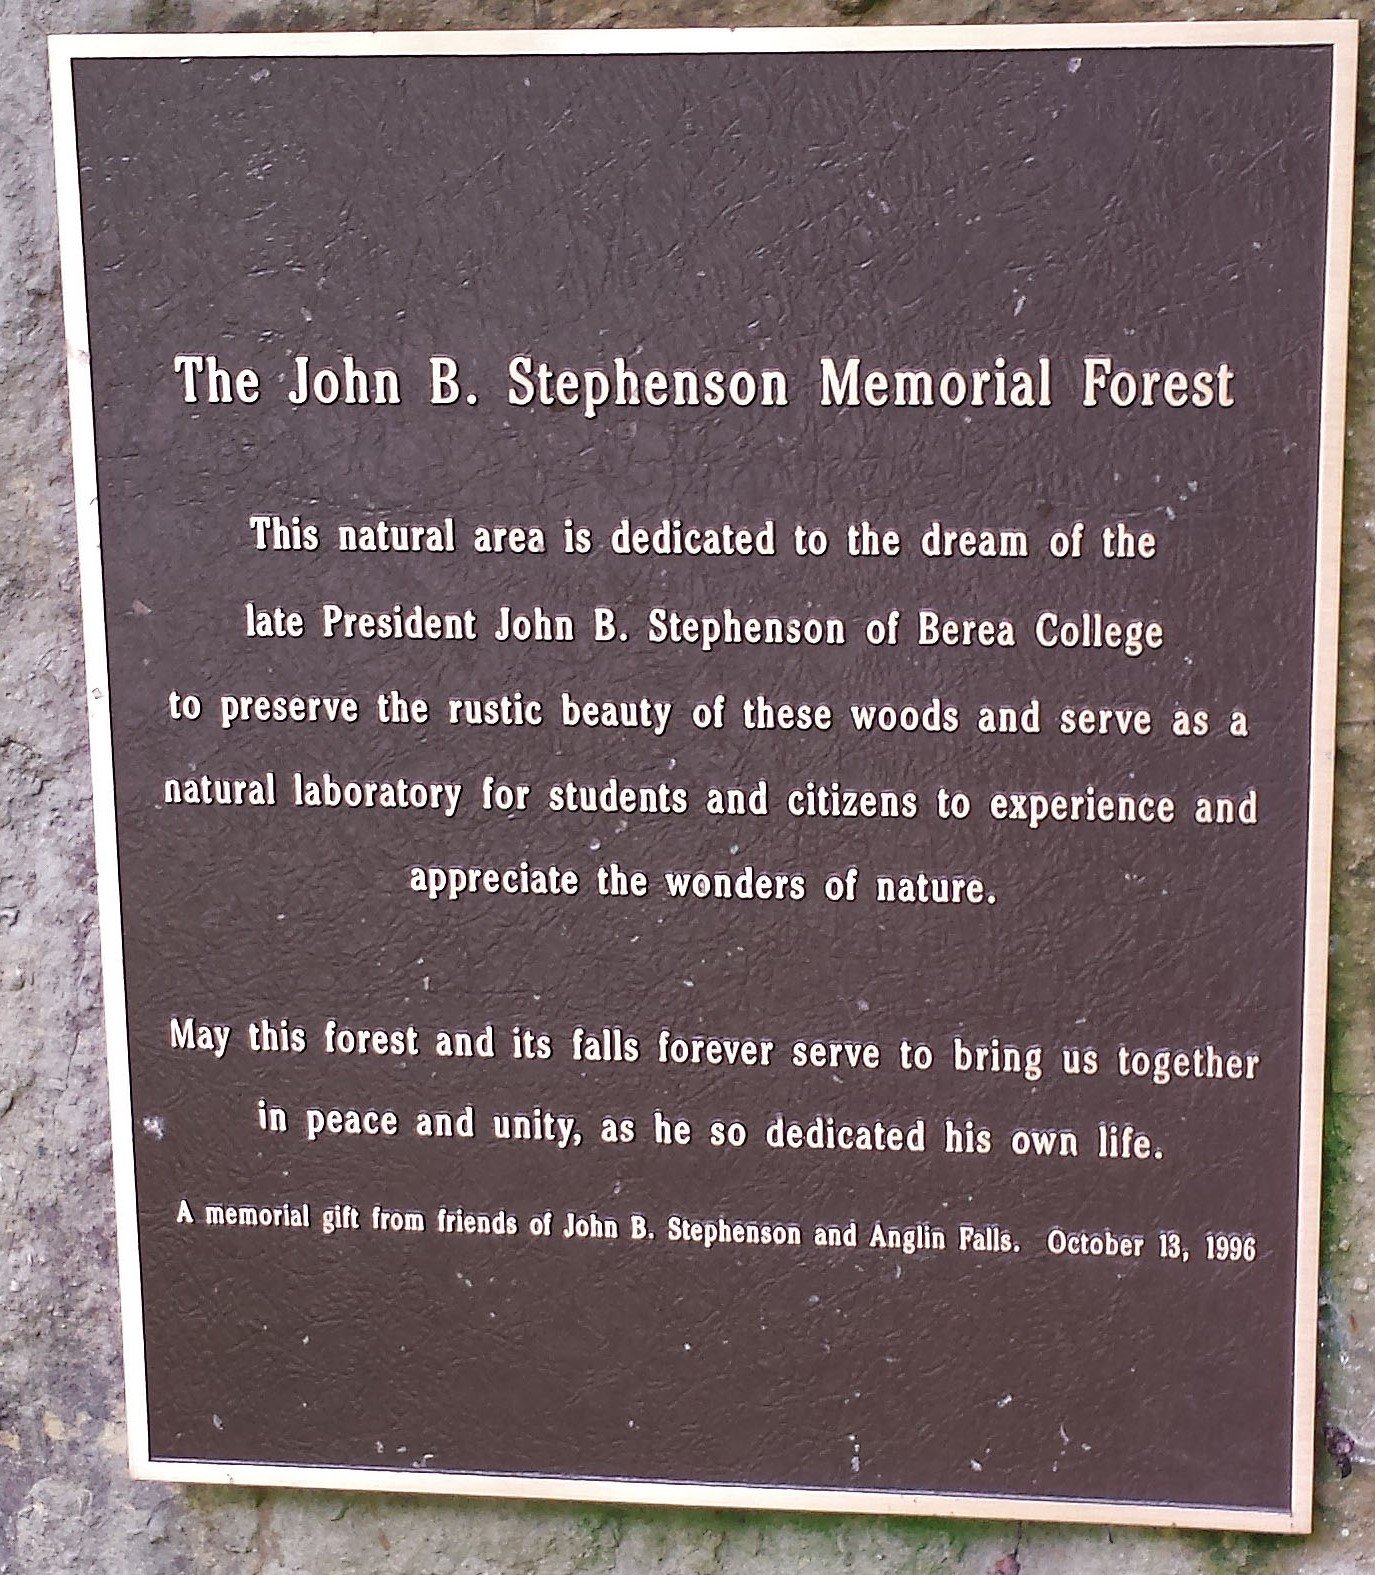 The John B. Stephenson Memorial Forest
This natural area is dedicated to the dream of the
late President John B. Stephenson of Berea College
to preserve the rustic beauty of these woods and serve as a
natural laboratory for students and citizens to experience and
appreciate the wonders of nature.
May this forest and its falls forever serve to bring us together
in peace and unity, as he so dedicated his own life.
A memorial gift from friends of John B. Stephenson and Anglin Falls. October 13, 1996